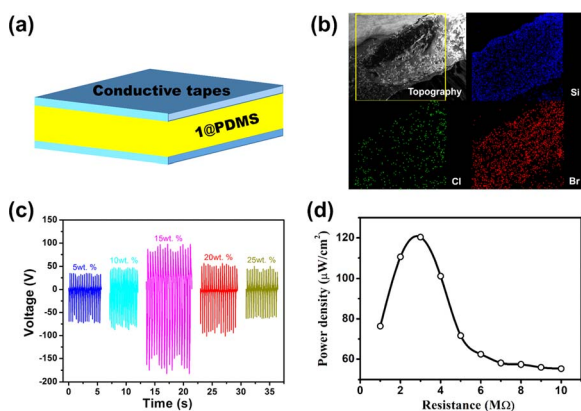 (a)
Conductive tapes
1@PDMS
(b)
Topography
Si
Cl
Br
(c)
Voltage (V)
150
100
50
0
-50
-100
-150
-200
5wt. %
10wt. %
15wt. %
20wt. %
25wt. %
0 5 10 15 20 25 30 35
Time (s)
(d)
Power density (μW/cm²)
120
100
80
60
0 2 4 6 8 10
Resistance (MΩ)